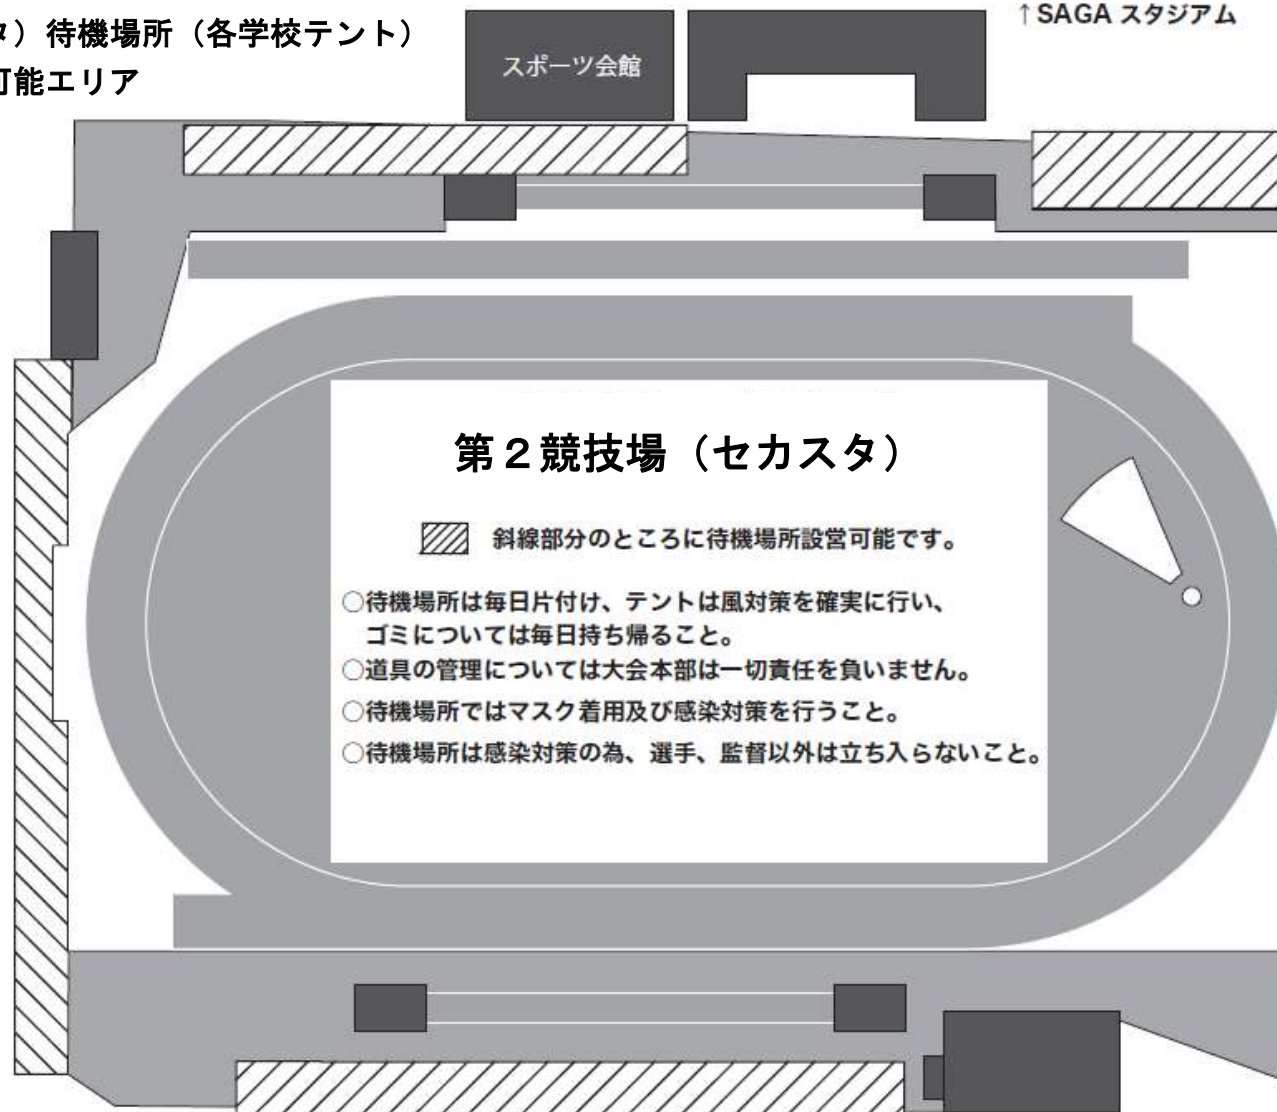 タ）待機場所（各学校テント）
可能エリア
↑SAGA スタジアム
スポーツ会館
第２競技場（セカスタ）
斜線部分のところに待機場所設営可能です。
○待機場所は毎日片付け、テントは風対策を確実に行い、
ゴミについては毎日持ち帰ること。
○道具の管理については大会本部は一切責任を負いません。
○待機場所ではマスク着用及び感染対策を行うこと。
○待機場所は感染対策の為、選手、監督以外は立ち入らないこと。